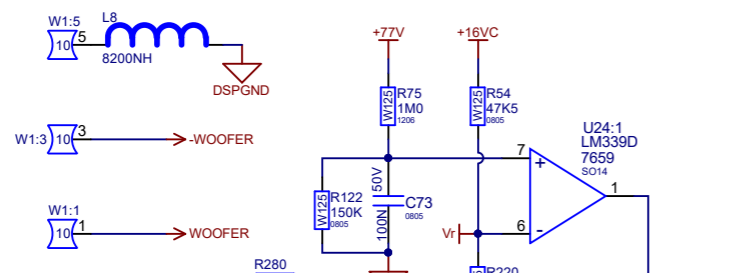 W1:5
10
5
L8
8200NH
DSPGND
W1:3
10
3
-WOOFER
W1:1
10
1
WOOFER
+77V
W125
R75
1M0
1206
+16VC
W125
R54
47K5
0805
W125
R122
150K
0805
50V
100N
C73
0805
Vr
7
+
6
-
1
U24:1
LM339D
7659
SO14
R280
R220